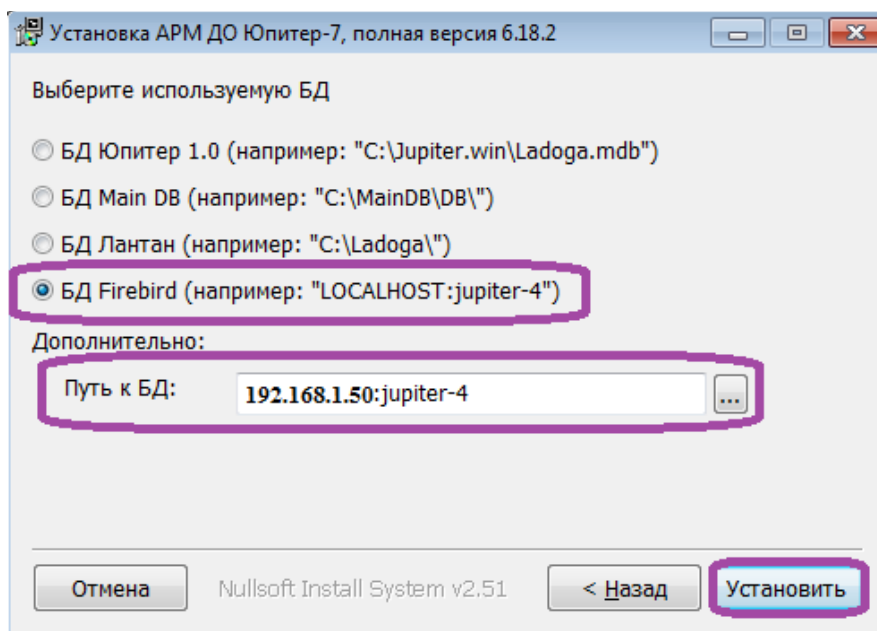 Установка АРМ ДО Юпитер-7, полная версия 6.18.2
Выберите используемую БД
БД Юпитер 1.0 (например: "C:\Jupiter.win\Ladoga.mdb")
БД Main DB (например: "C:\MainDB\DB\")
БД Лантан (например: "C:\Ladoga\")
БД Firebird (например: "LOCALHOST:jupiter-4")
Дополнительно:
Путь к БД: 192.168.1.50:jupiter-4 ...
Отмена Nullsoft Install System v2.51 < Назад Установить